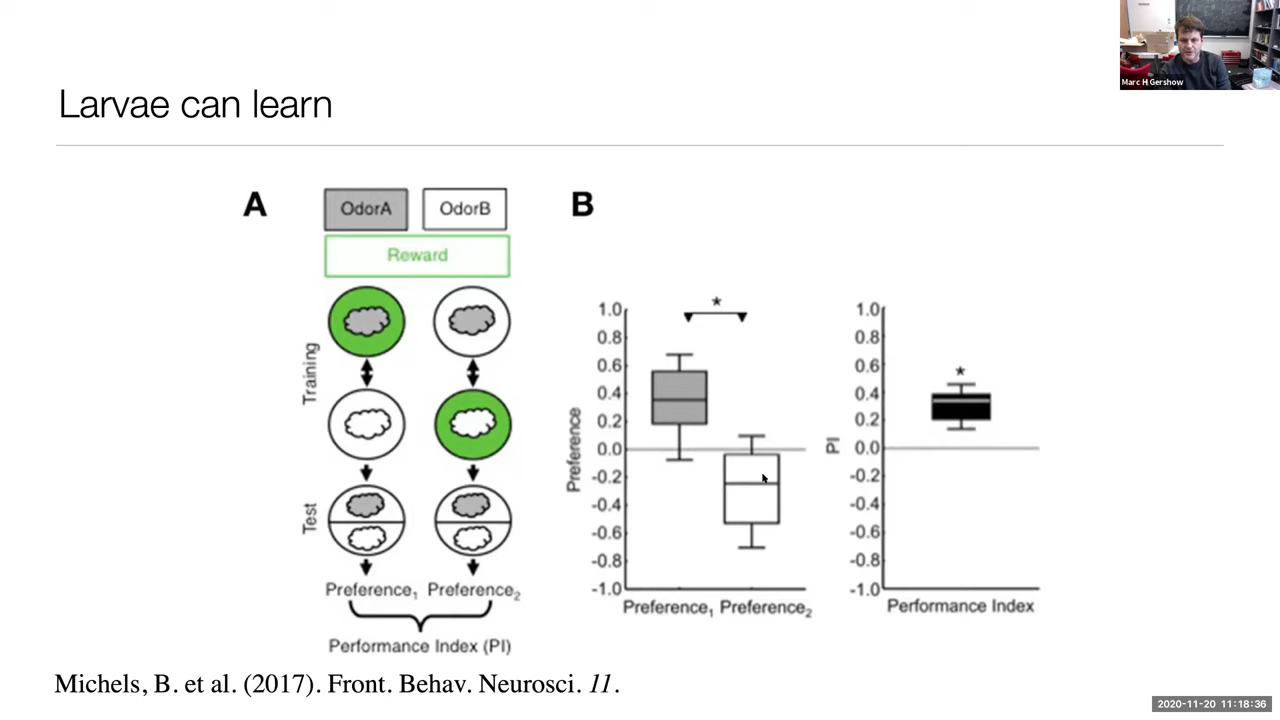 Marc H Gershow
Larvae can learn
A
OdorA OdorB
Reward
Training
Test
Preference1 Preference2
Performance Index (PI)
B
Preference
1.0
0.8
0.6
0.4
0.2
0.0
-0.2
-0.4
-0.6
-0.8
-1.0
*
Preference1 Preference2
PI
1.0
0.8
0.6
0.4
0.2
0.0
-0.2
-0.4
-0.6
-0.8
-1.0
*
Performance Index
Michels, B. et al. (2017). Front. Behav. Neurosci. 11.
2020-11-20 11:18:36